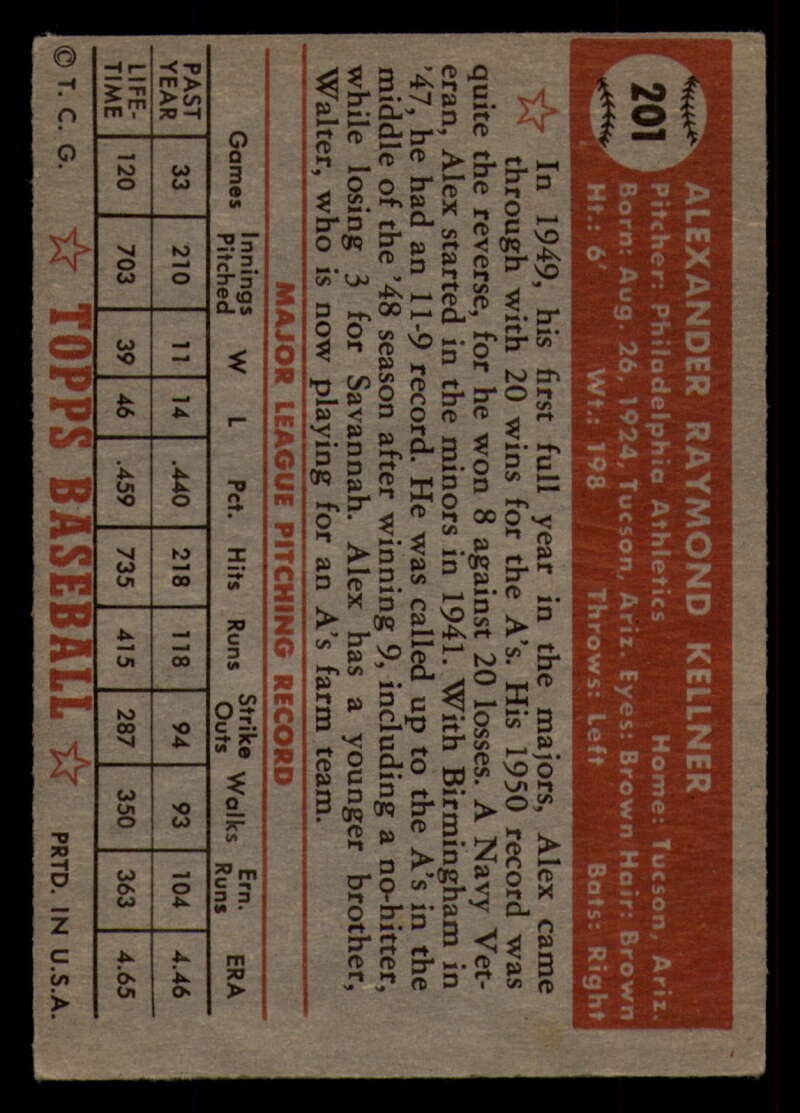 201
ALEXANDER RAYMOND KELLNER
Pitcher: Philadelphia Athletics Home: Tucson, Ariz.
Born: Aug. 26, 1924, Tucson, Ariz. Eyes: Brown Hair: Brown
Ht.: 6' Wt.: 198 Throws: Left Bats: Right
In 1949, his first full year in the majors, Alex came
through with 20 wins for the A's. His 1950 record was
quite the reverse, for he won 8 against 20 losses. A Navy Vet-
eran, Alex started in the minors in 1941. With Birmingham in
'47, he had an 11-9 record. He was called up to the A's in the
middle of the '48 season after winning 9, including a no-hitter,
while losing 3 for Savannah. Alex has a younger brother,
Walter, who is now playing for an A's farm team.
MAJOR LEAGUE PITCHING RECORD
Games Innings Pitched W L Pct. Hits Runs Strike Outs Walks Ern. Runs ERA
PAST YEAR 33 210 11 14 .440 218 118 94 93 104 4.46
LIFE-TIME 120 703 39 46 .459 735 415 287 350 363 4.65
© T. C. G. TOPPS BASEBALL PRTD. IN U.S.A.